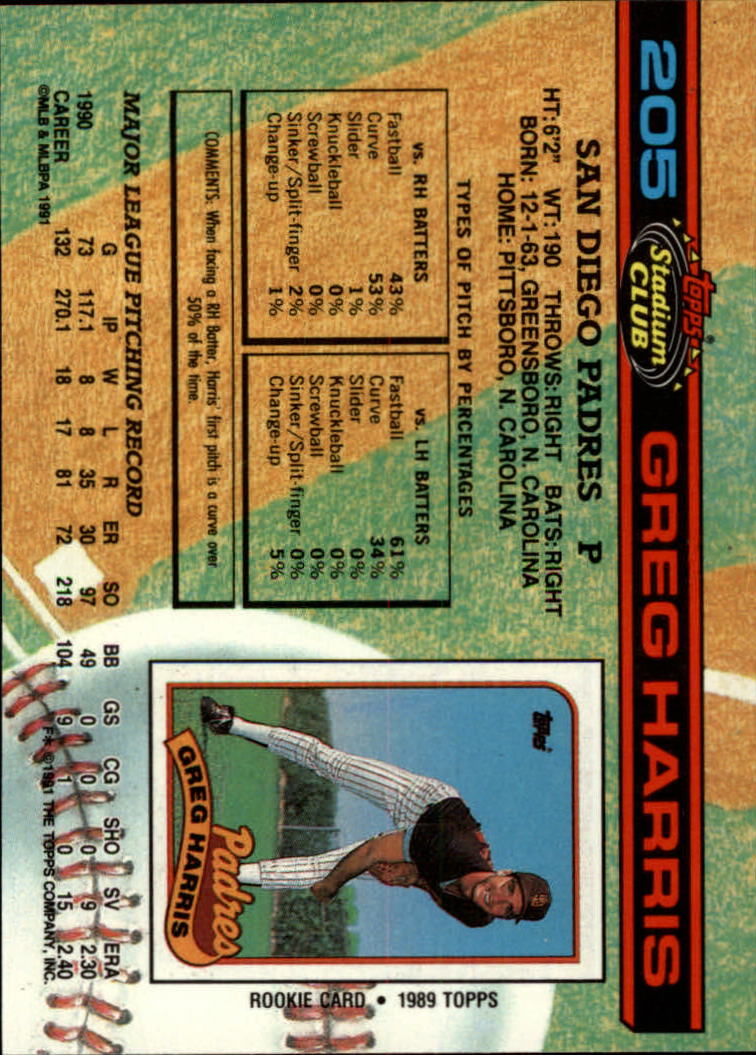 205
TOPPS®
Stadium
CLUB
GREG HARRIS
SAN DIEGO PADRES P
HT:6'2" WT:190 THROWS:RIGHT BATS:RIGHT
BORN: 12-1-63, GREENSBORO, N. CAROLINA
HOME: PITTSBORO, N. CAROLINA
TYPES OF PITCH BY PERCENTAGES
vs. RH BATTERS
Fastball 43%
Curve 53%
Slider 1%
Knuckleball 0%
Screwball 0%
Sinker/Split-finger 2%
Change-up 1%
vs. LH BATTERS
Fastball 61%
Curve 34%
Slider 0%
Knuckleball 0%
Screwball 0%
Sinker/Split-finger 0%
Change-up 5%
COMMENTS: When facing a RH Batter, Harris' first pitch is a curve over
50% of the time.
Topps
Padres
GREG HARRIS
ROOKIE CARD • 1989 TOPPS
MAJOR LEAGUE PITCHING RECORD
G IP W L R ER SO BB GS CG SHO SV ERA
1990 73 117.1 8 8 35 30 97 49 0 0 0 9 2.30
CAREER 132 270.1 18 17 81 72 218 104 9 1 0 15 2.40
©MLB & MLBPA 1991
F* ©1991 THE TOPPS COMPANY, INC.